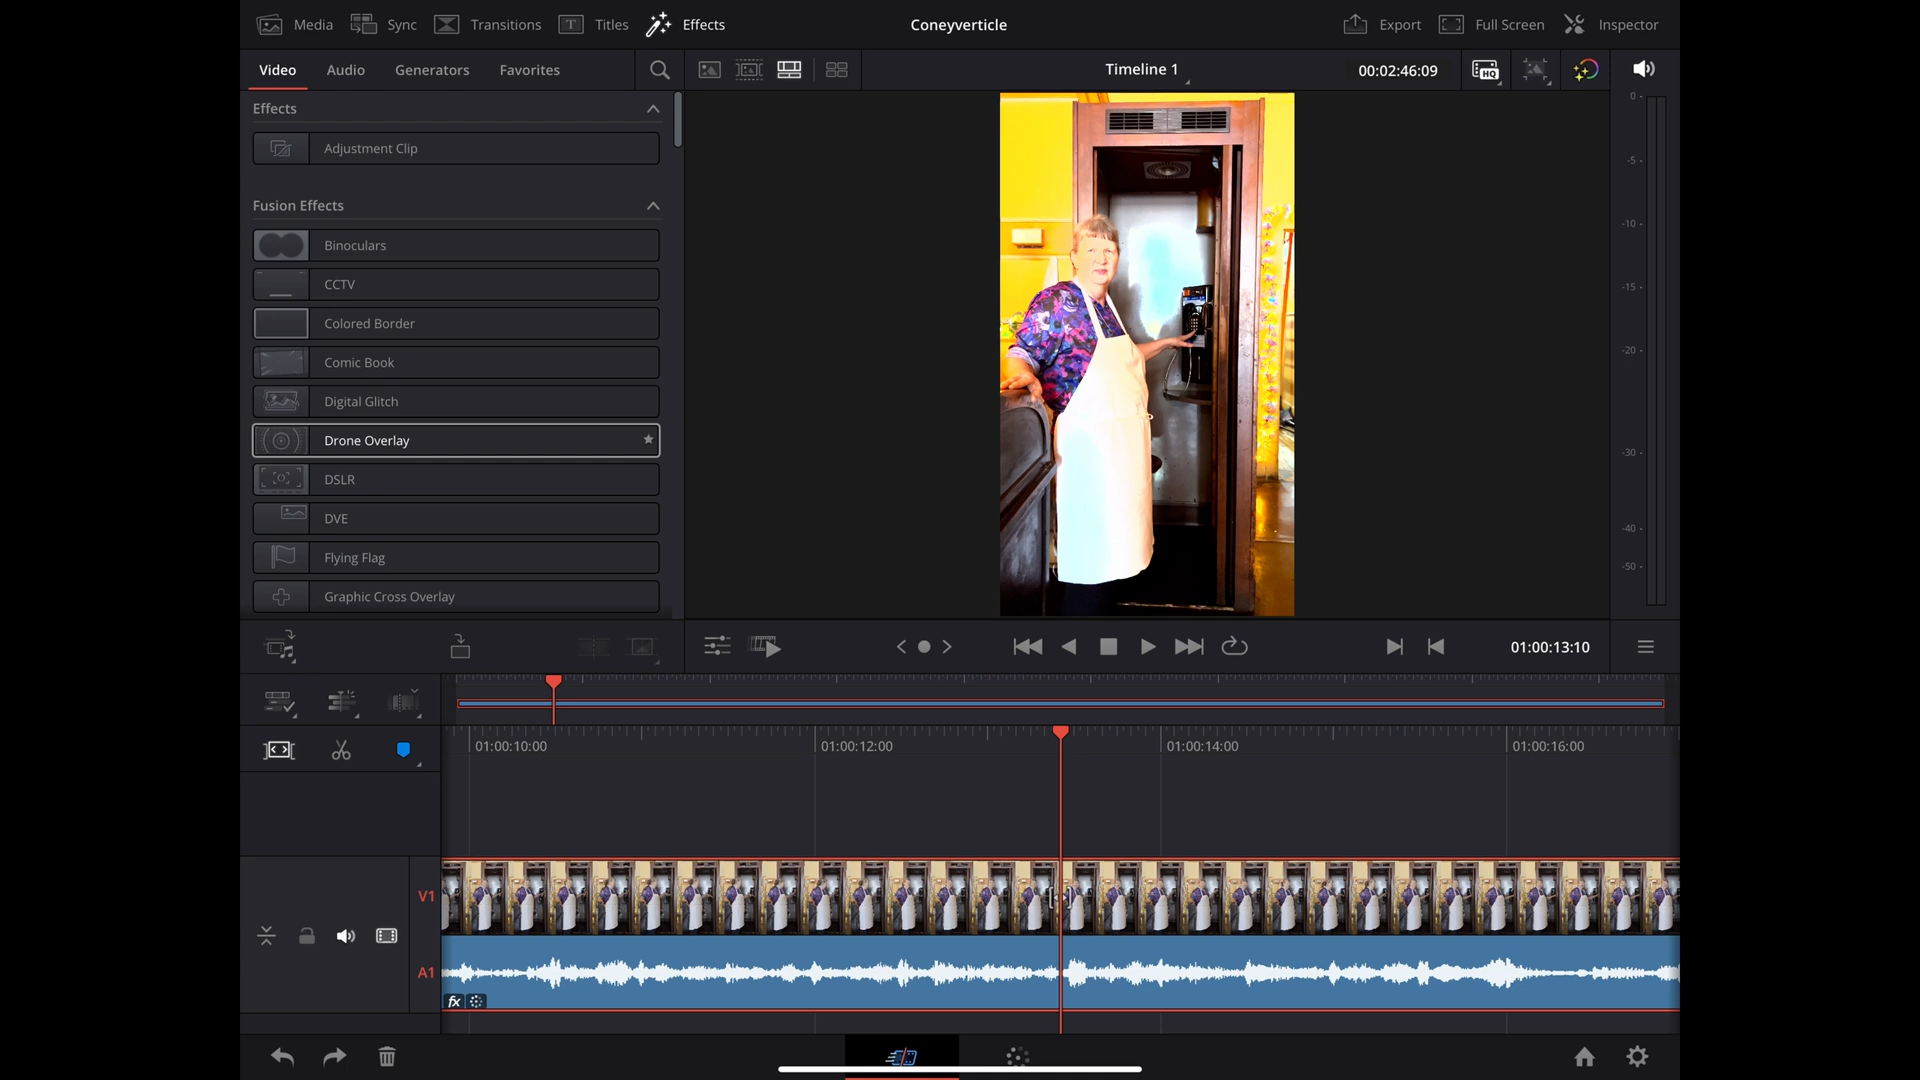 Media Sync Transitions Titles Effects Coneyverticle Export Full Screen Inspector
Video Audio Generators Favorites Timeline 1 00:02:46:09 HQ
Effects
Adjustment Clip
Fusion Effects
Binoculars
CCTV
Colored Border
Comic Book
Digital Glitch
Drone Overlay
DSLR
DVE
Flying Flag
Graphic Cross Overlay
0
-5
-10
-15
-20
-30
-40
-50
01:00:13:10
01:00:10:00 01:00:12:00 01:00:14:00 01:00:16:00
V1
A1
fx